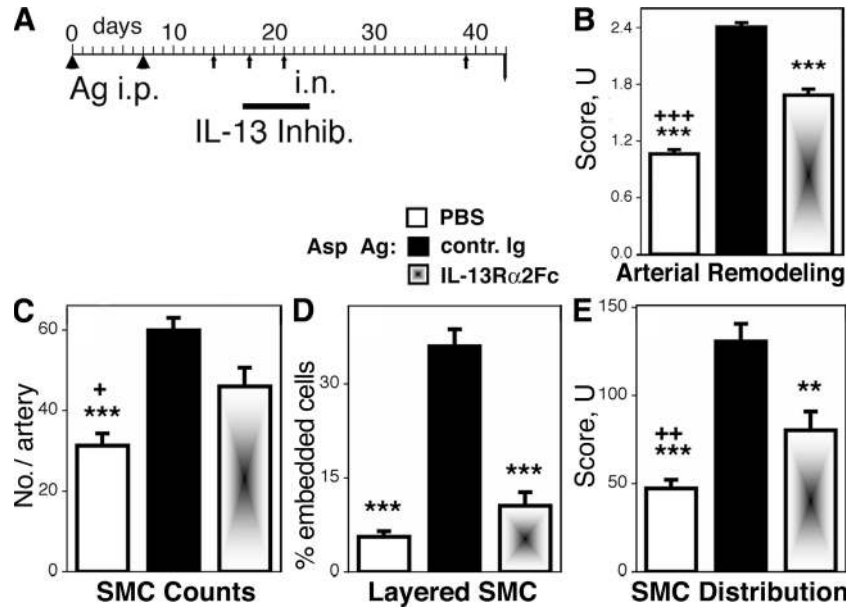 A
0 days 10 20 30 40
Ag i.p.
i.n.
IL-13 Inhib.
B
Score, U
2.4
1.8
1.2
0.6
0.0
+++
***
***
Arterial Remodeling
PBS
Asp Ag: contr. Ig
IL-13Rα2Fc
C
No./ artery
60
40
20
0
+
***
SMC Counts
D
% embedded cells
30
15
0
***
***
Layered SMC
E
Score, U
150
100
50
0
++
***
**
SMC Distribution